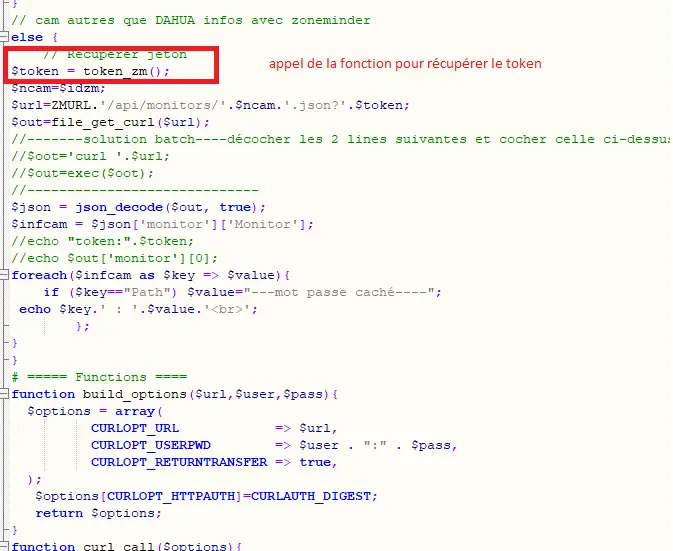 }
// cam autres que DAHUA infos avec zoneminder
else {
// Récupérer jeton
$token = token_zm();
appel de la fonction pour récupérer le token
$ncam=$idzm;
$url=ZMURL.'/api/monitors/'.$ncam.'.json?'.$token;
$out=file_get_curl($url);
//-------solution batch----décocher les 2 lines suivantes et cocher celle ci-dessus
//$oot='curl '.$url;
//$out=exec($oot);
//-----------------------------
$json = json_decode($out, true);
$infcam = $json['monitor']['Monitor'];
//echo "token:".$token;
//echo $out['monitor'][0];
foreach($infcam as $key => $value){
if ($key=="Path") $value="---mot passe caché----";
echo $key.' : '.$value.'<br>';
};
}
}
# ===== Functions ====
function build_options($url,$user,$pass){
$options = array(
CURLOPT_URL => $url,
CURLOPT_USERPWD => $user . ":" . $pass,
CURLOPT_RETURNTRANSFER => true,
);
$options[CURLOPT_HTTPAUTH]=CURLAUTH_DIGEST;
return $options;
}
function curl_call($options){